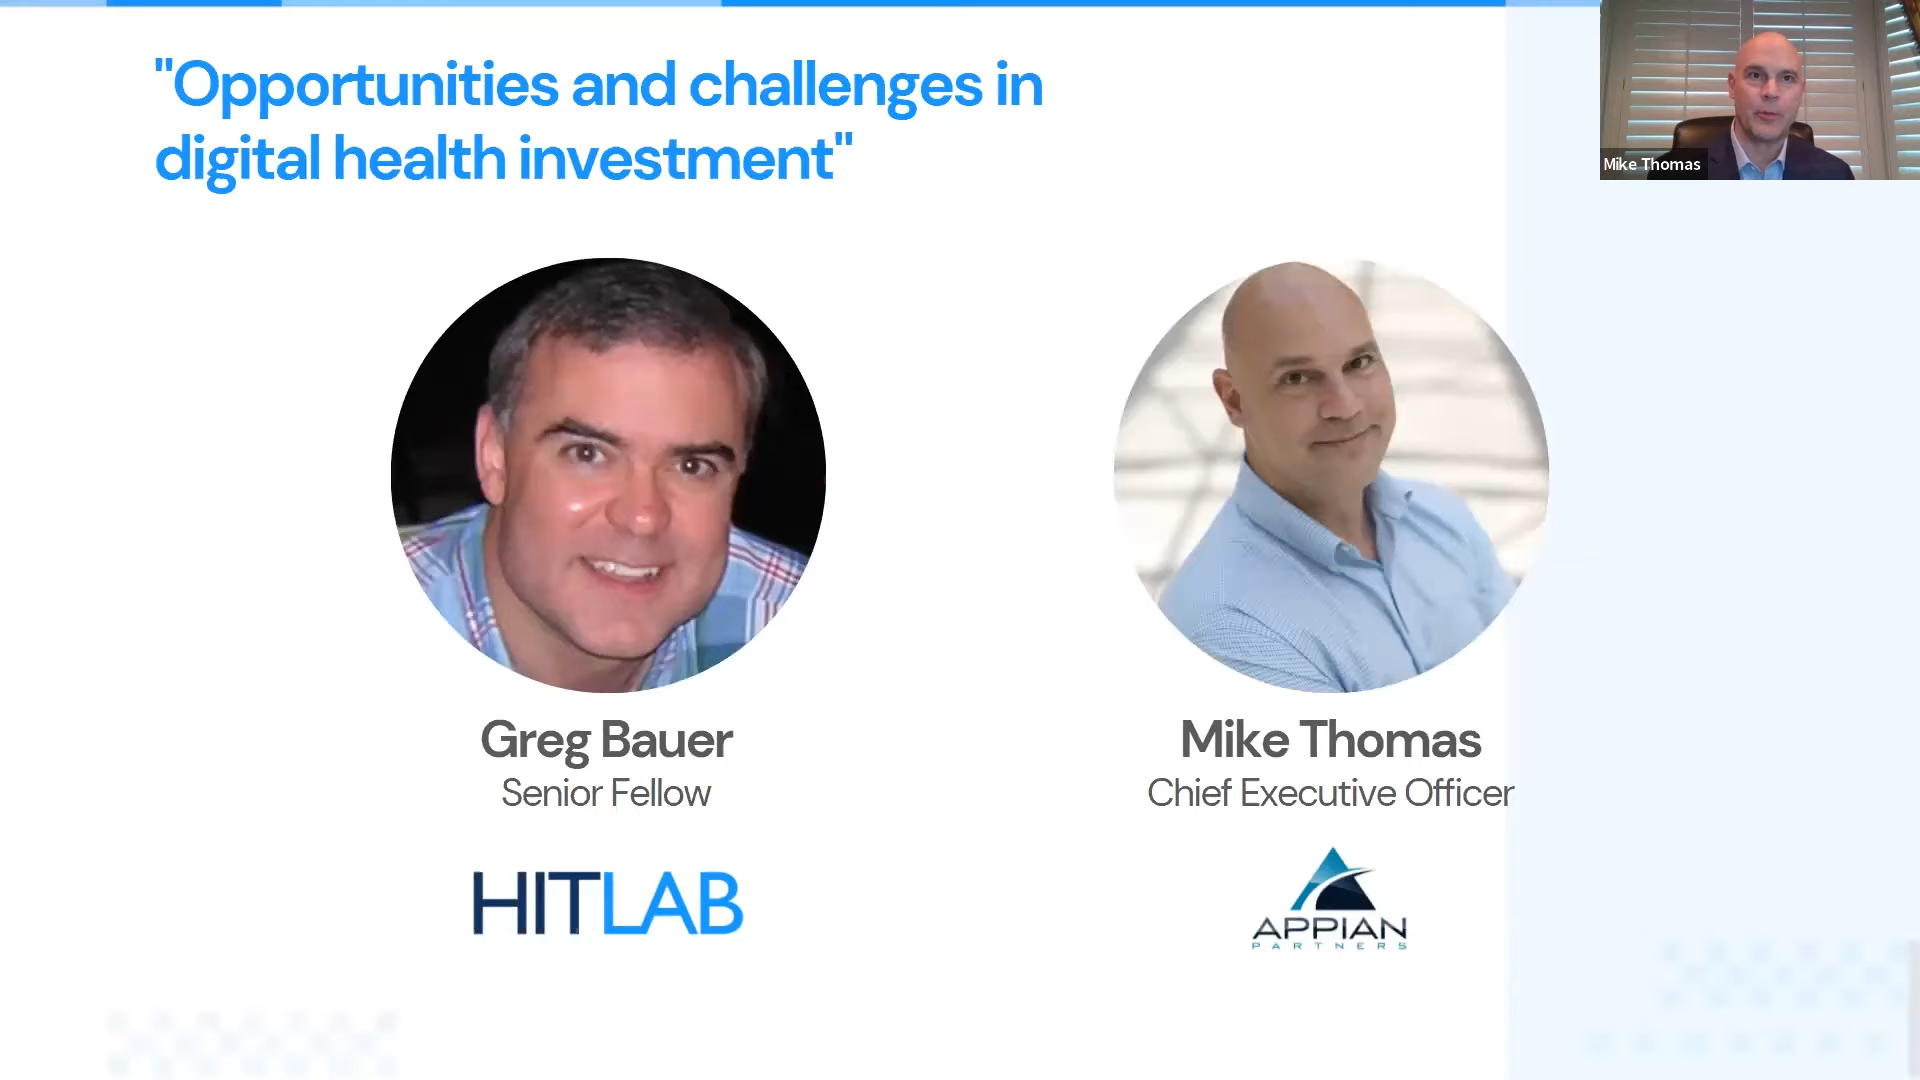 "Opportunities and challenges in
digital health investment"
Mike Thomas
Greg Bauer
Senior Fellow
HITLAB
Mike Thomas
Chief Executive Officer
APPIAN
PARTNERS